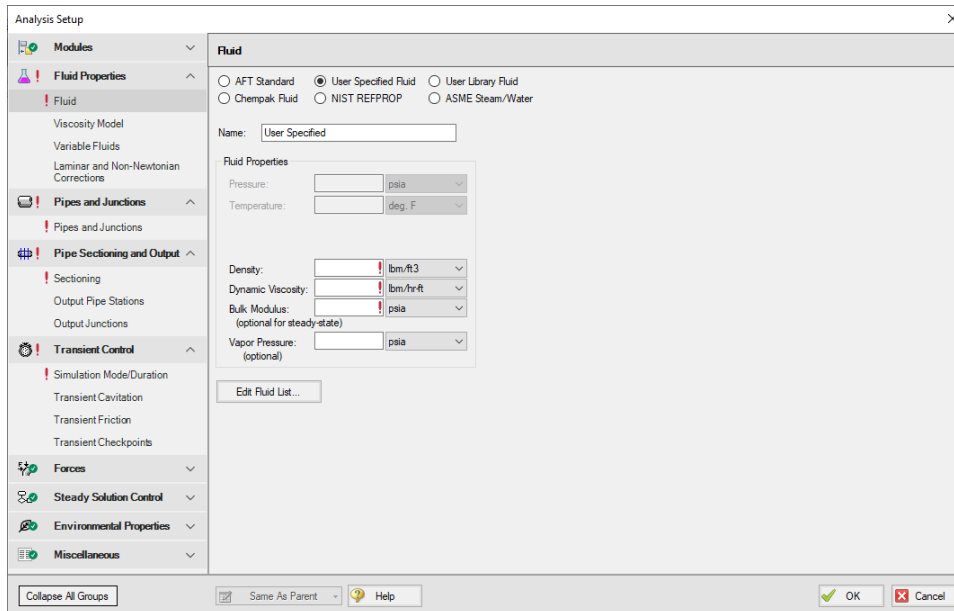 Analysis Setup
Modules
Fluid Properties
Fluid
Viscosity Model
Variable Fluids
Laminar and Non-Newtonian
Corrections
Pipes and Junctions
Pipes and Junctions
Pipe Sectioning and Output
Sectioning
Output Pipe Stations
Output Junctions
Transient Control
Simulation Mode/Duration
Transient Cavitation
Transient Friction
Transient Checkpoints
Forces
Steady Solution Control
Environmental Properties
Miscellaneous
Fluid
AFT Standard User Specified Fluid User Library Fluid
Chempak Fluid NIST REFPROP ASME Steam/Water
Name: User Specified
Fluid Properties
Pressure: psia
Temperature: deg. F
Density: lbm/ft3
Dynamic Viscosity: lbm/hr-ft
Bulk Modulus: psia
(optional for steady-state)
Vapor Pressure: psia
(optional)
Edit Fluid List...
Collapse All Groups Same As Parent Help OK Cancel